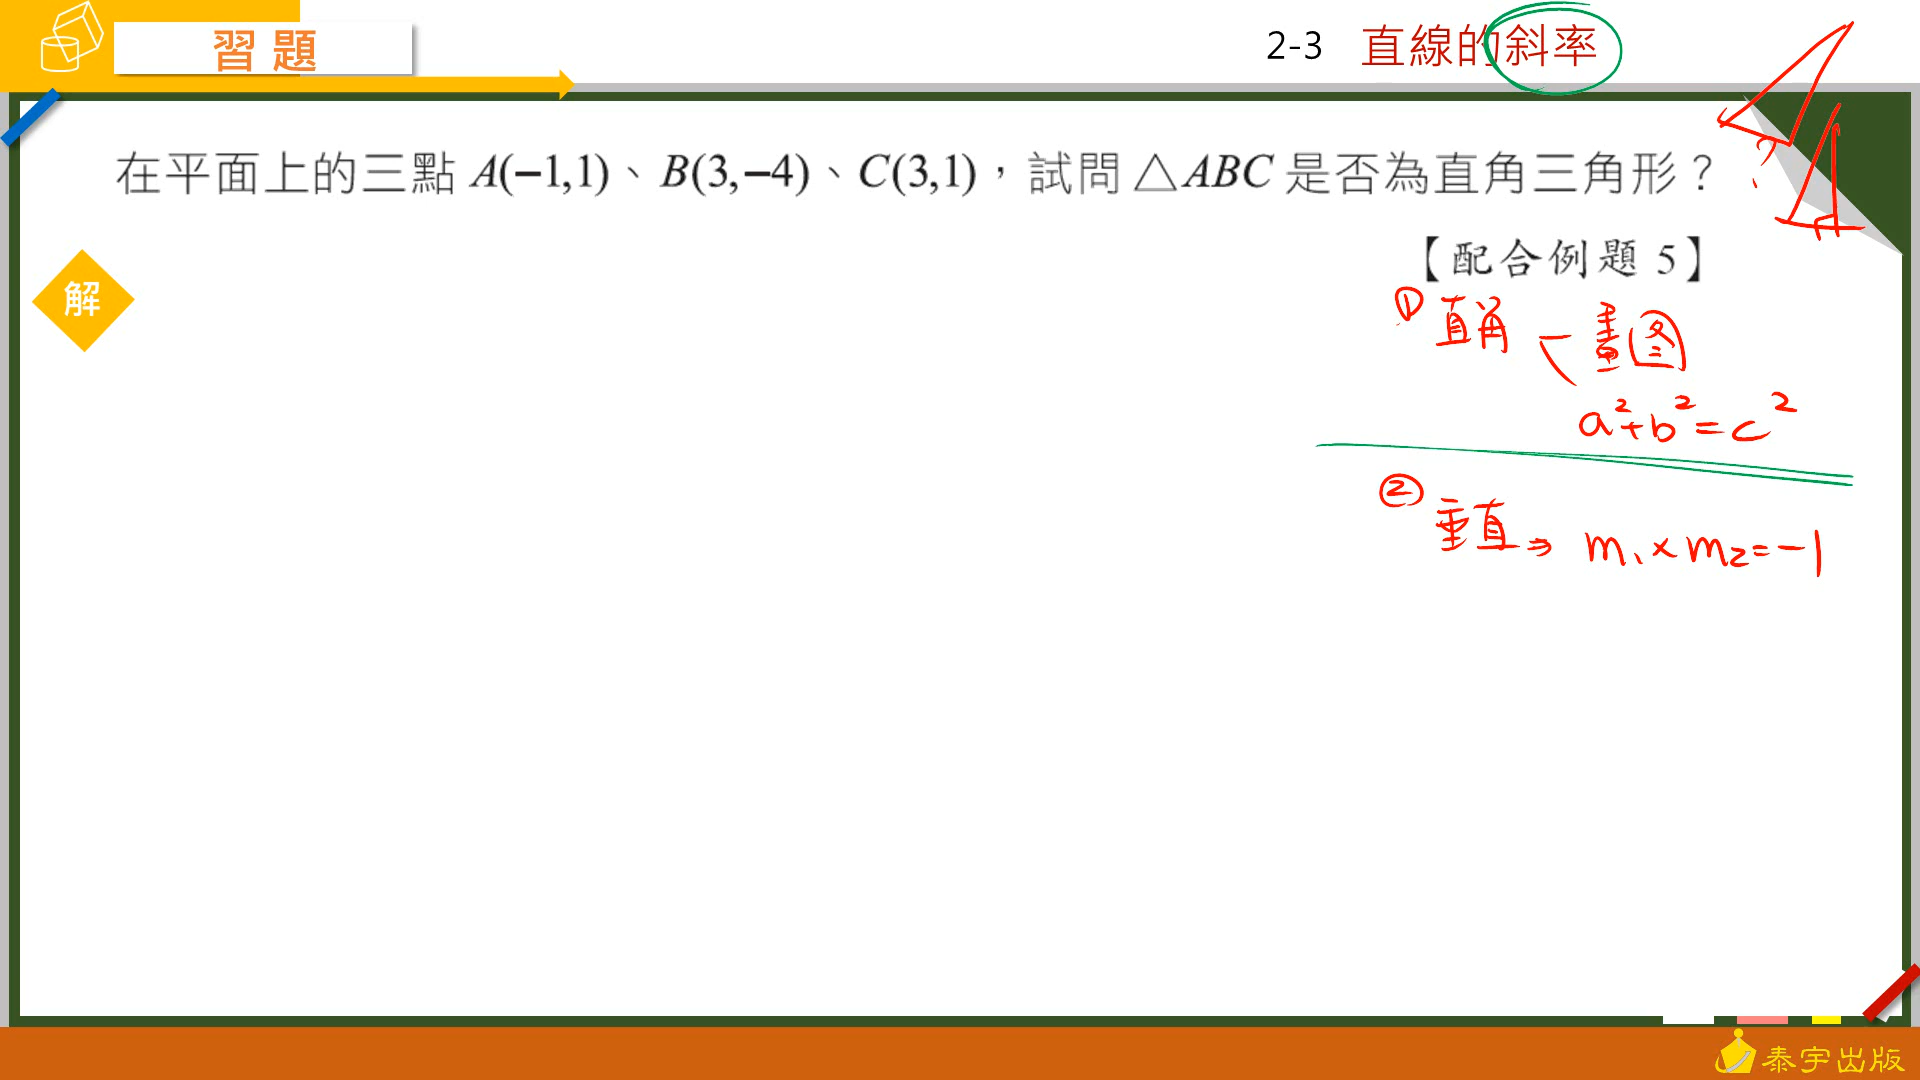 習題
2-3 直線的斜率
在平面上的三點 A(−1,1)、B(3,−4)、C(3,1)，試問 △ABC 是否為直角三角形？
【配合例題 5】
解
① 直角 畫图
a²+b²=c²
② 垂直 ⇒ m₁×m₂=−1
泰宇出版